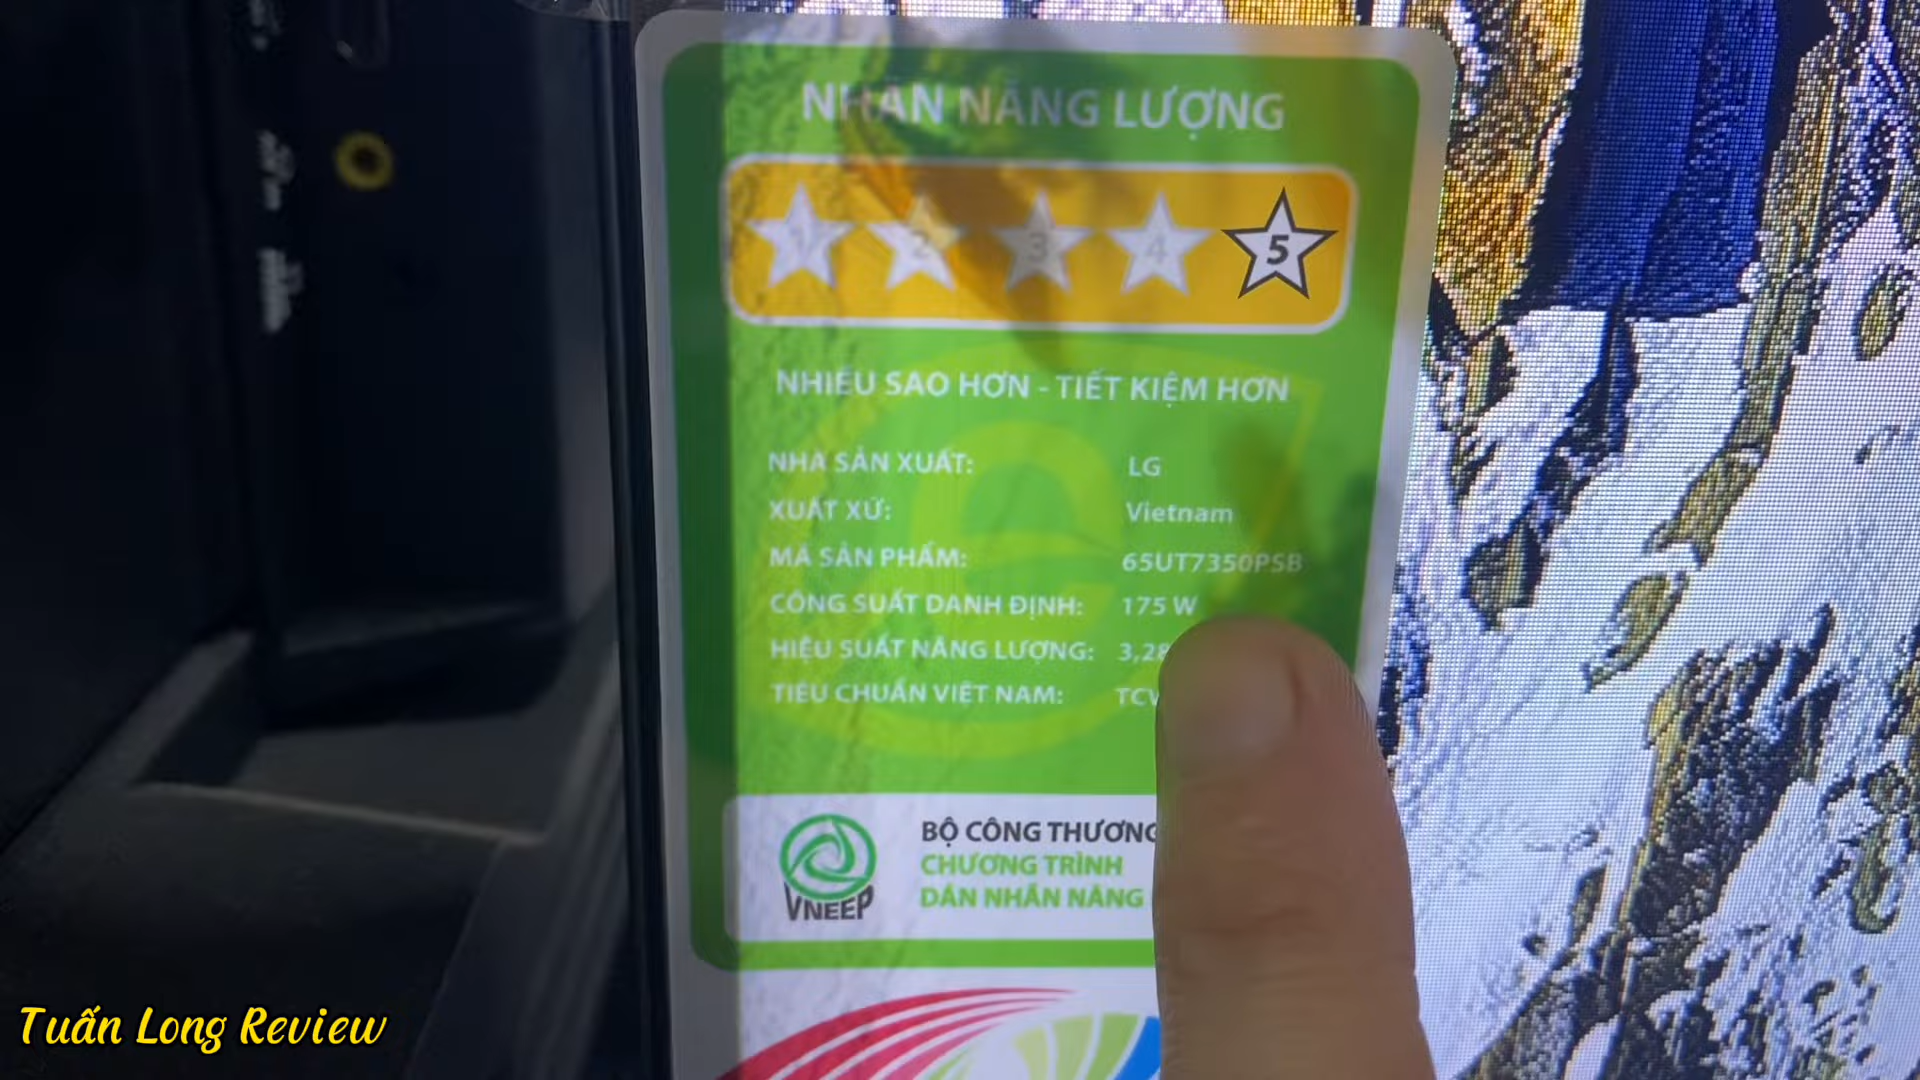 NHÃN NĂNG LƯỢNG
1 2 3 4 5
NHIỀU SAO HƠN - TIẾT KIỆM HƠN
NHÀ SẢN XUẤT: LG
XUẤT XỨ: Vietnam
MÃ SẢN PHẨM: 65UT7350PSB
CÔNG SUẤT DANH ĐỊNH: 175 W
HIỆU SUẤT NĂNG LƯỢNG: 3,28
TIÊU CHUẨN VIỆT NAM:
VNEEP
BỘ CÔNG THƯƠNG
CHƯƠNG TRÌNH
DÁN NHÃN NĂNG
Tuấn Long Review